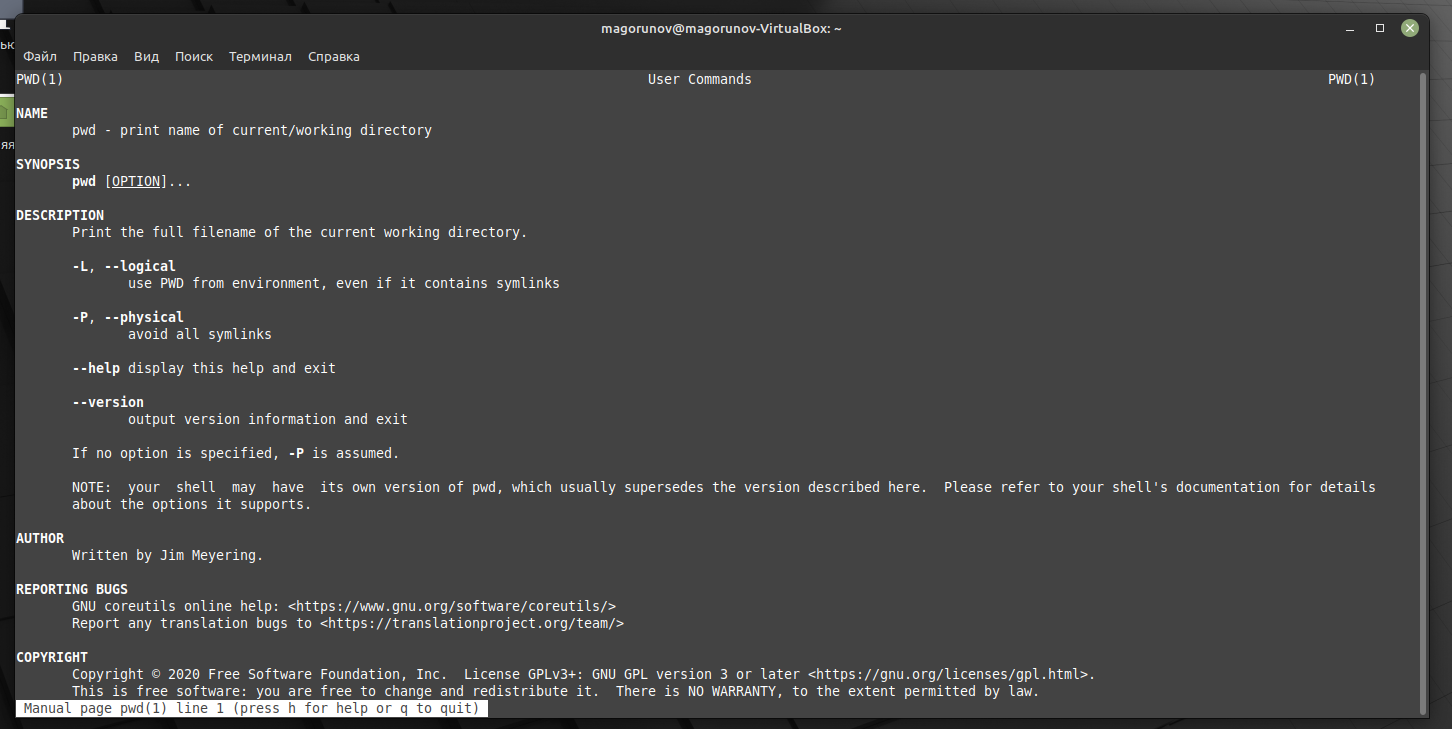 magorunov@magorunov-VirtualBox: ~
Файл Правка Вид Поиск Терминал Справка
PWD(1) User Commands PWD(1)
NAME
pwd - print name of current/working directory
SYNOPSIS
pwd [OPTION]...
DESCRIPTION
Print the full filename of the current working directory.
-L, --logical
use PWD from environment, even if it contains symlinks
-P, --physical
avoid all symlinks
--help display this help and exit
--version
output version information and exit
If no option is specified, -P is assumed.
NOTE: your shell may have its own version of pwd, which usually supersedes the version described here. Please refer to your shell's documentation for details
about the options it supports.
AUTHOR
Written by Jim Meyering.
REPORTING BUGS
GNU coreutils online help: <https://www.gnu.org/software/coreutils/>
Report any translation bugs to <https://translationproject.org/team/>
COPYRIGHT
Copyright © 2020 Free Software Foundation, Inc. License GPLv3+: GNU GPL version 3 or later <https://gnu.org/licenses/gpl.html>.
This is free software: you are free to change and redistribute it. There is NO WARRANTY, to the extent permitted by law.
Manual page pwd(1) line 1 (press h for help or q to quit)